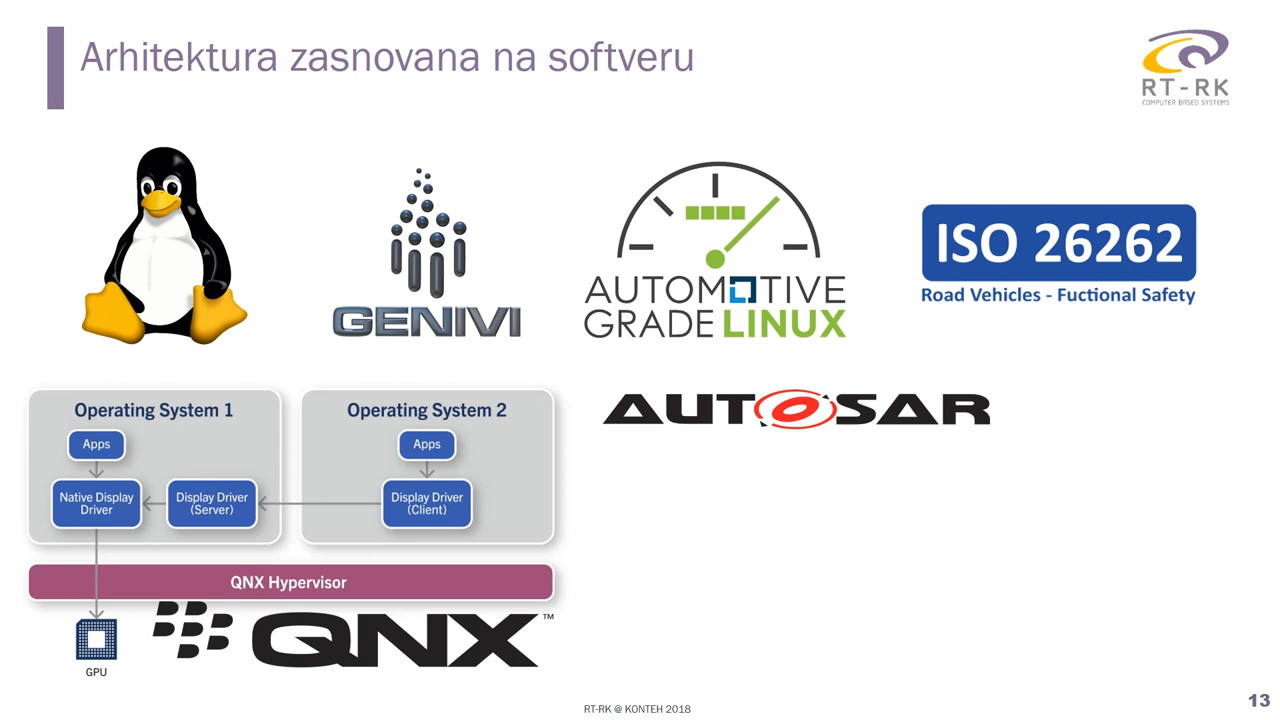 Arhitektura zasnovana na softveru
RT-RK
COMPUTER BASED SYSTEMS
GENIVI
AUTOMOTIVE
GRADE LINUX
ISO 26262
Road Vehicles - Fuctional Safety
Operating System 1
Apps
Native Display
Driver
Display Driver
(Server)
Operating System 2
Apps
Display Driver
(Client)
AUTOSAR
QNX Hypervisor
GPU
QNX™
RT-RK @ KONTEH 2018
13